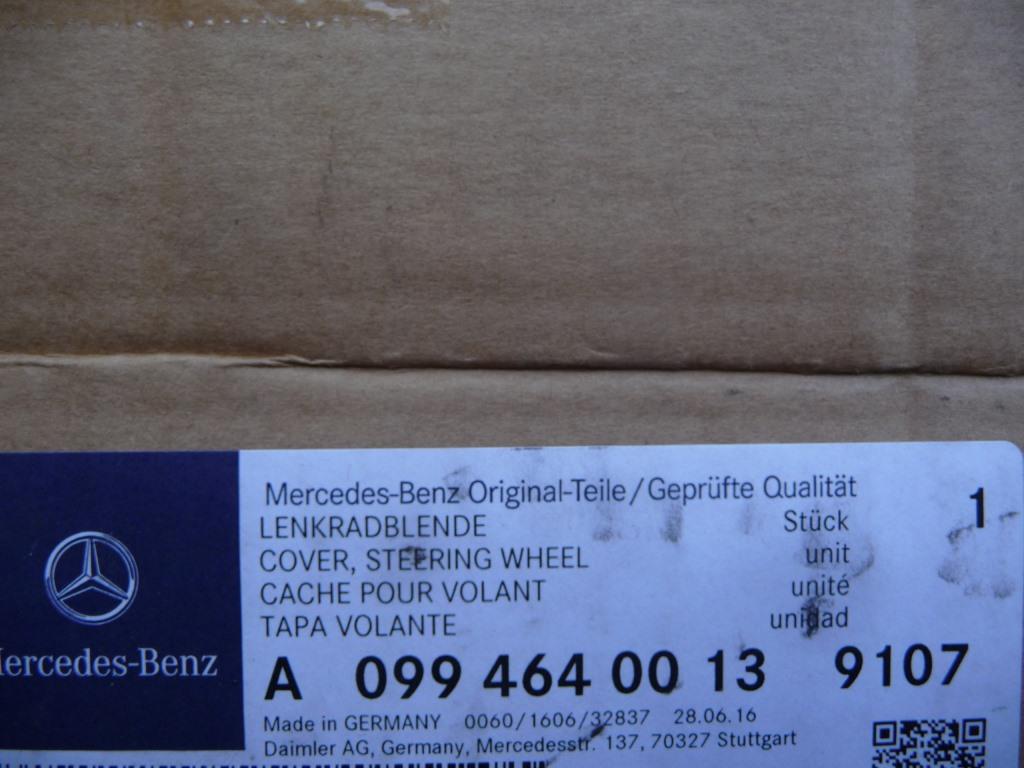 Mercedes-Benz Original-Teile/Geprüfte Qualität
LENKRADBLENDE Stück 1
COVER, STEERING WHEEL unit
CACHE POUR VOLANT unité
TAPA VOLANTE unidad
Mercedes-Benz
A 099 464 00 13 9107
Made in GERMANY 0060/1606/32837 28.06.16
Daimler AG, Germany, Mercedesstr. 137, 70327 Stuttgart